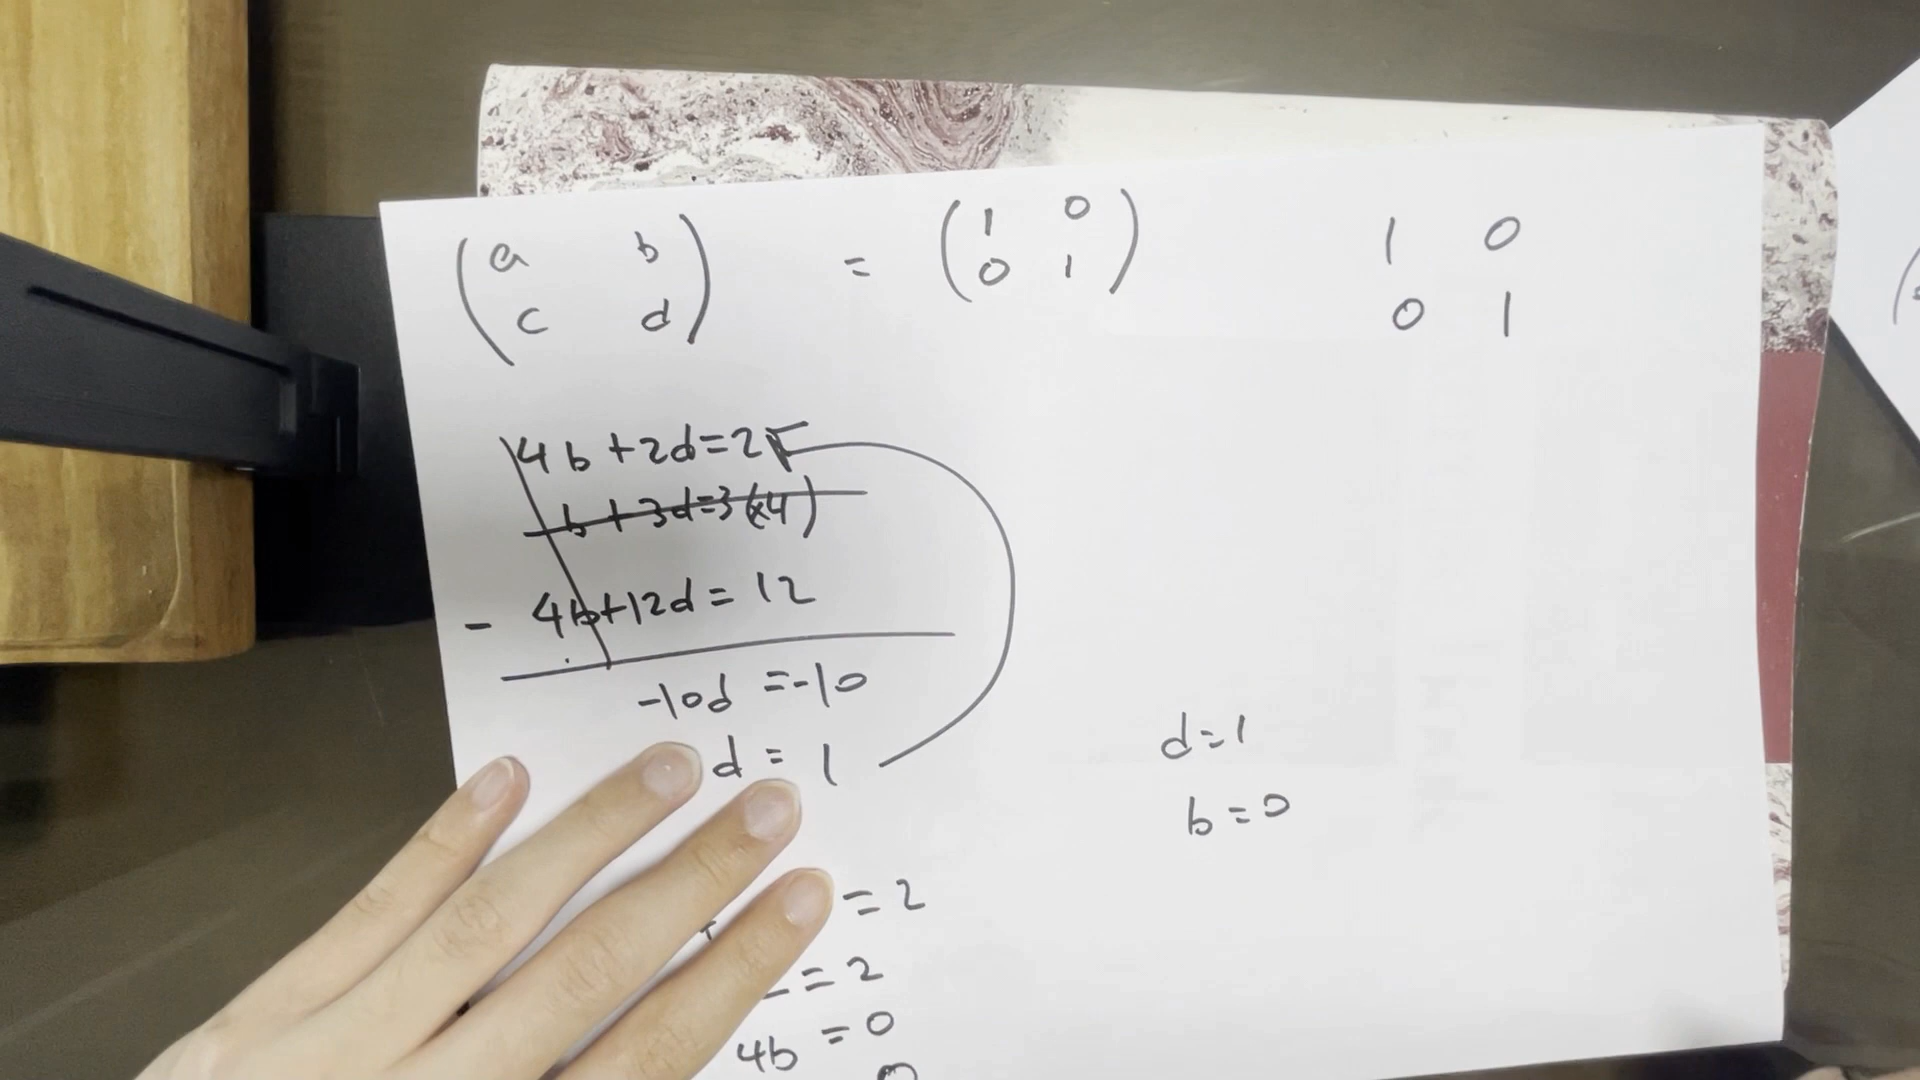 (a b = (1 0) 1 0
c d) 0 1 0 1
4b+2d=2
b+3d=3(x4)
- 4b+12d=12
-10d=-10
d=1
d=1
b=0
=2
=2
4b=0